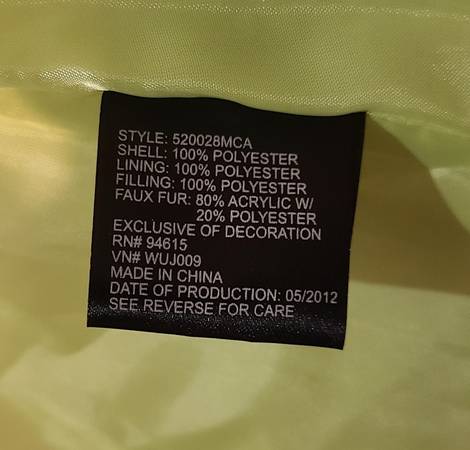 STYLE: 520028MCA
SHELL: 100% POLYESTER
LINING: 100% POLYESTER
FILLING: 100% POLYESTER
FAUX FUR: 80% ACRYLIC W/
20% POLYESTER
EXCLUSIVE OF DECORATION
RN# 94615
VN# WUJ009
MADE IN CHINA
DATE OF PRODUCTION: 05/2012
SEE REVERSE FOR CARE